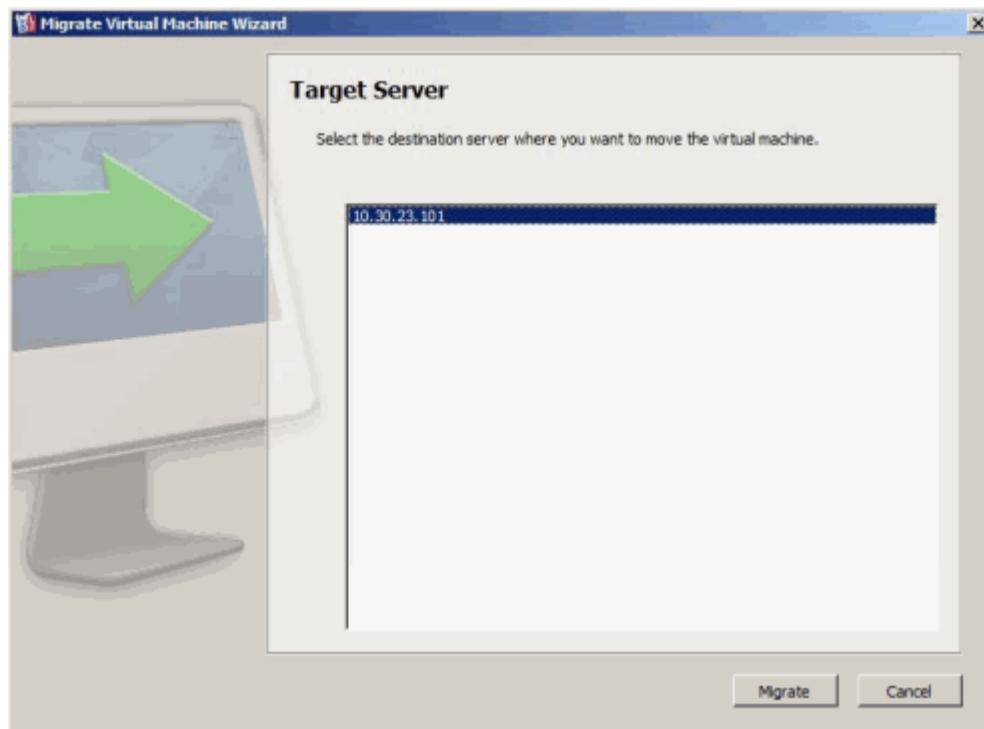 Migrate Virtual Machine Wizard
Target Server
Select the destination server where you want to move the virtual machine.
10.30.23.101
Migrate
Cancel